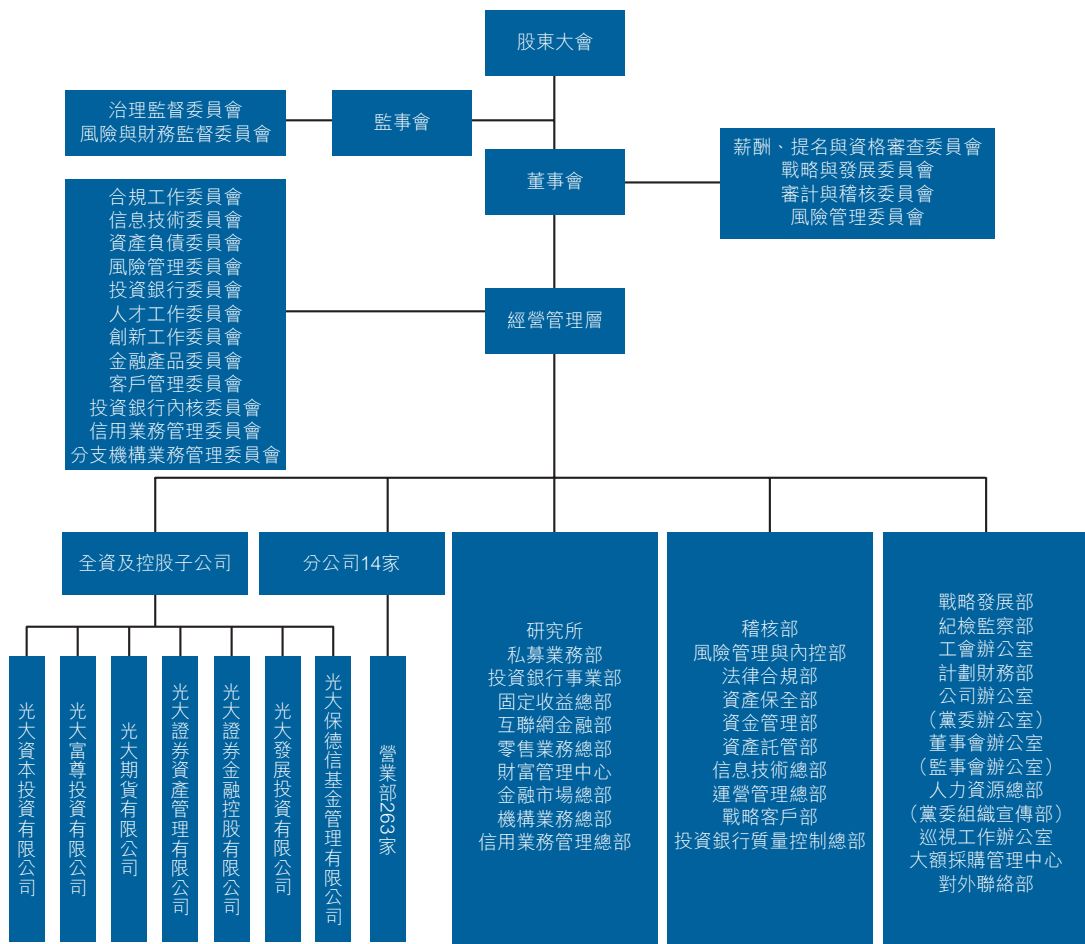 股東大會
治理監督委員會
風險與財務監督委員會
監事會
董事會
薪酬、提名與資格審查委員會
戰略與發展委員會
審計與稽核委員會
風險管理委員會
合規工作委員會
信息技術委員會
資產負債委員會
風險管理委員會
投資銀行委員會
人才工作委員會
創新工作委員會
金融產品委員會
客戶管理委員會
投資銀行內核委員會
信用業務管理委員會
分支機構業務管理委員會
經營管理層
全資及控股子公司
分公司14家
光大資本投資有限公司
光大富尊投資有限公司
光大期貨有限公司
光大證券資產管理有限公司
光大證券金融控股有限公司
光大發展投資有限公司
光大保德信基金管理有限公司
營業部263家
研究所
私募業務部
投資銀行事業部
固定收益總部
互聯網金融部
零售業務總部
財富管理中心
金融市場總部
機構業務總部
信用業務管理總部
稽核部
風險管理與內控部
法律合規部
資產保全部
資金管理部
資產託管部
信息技術總部
運營管理總部
戰略客戶部
投資銀行質量控制總部
戰略發展部
紀檢監察部
工會辦公室
計劃財務部
公司辦公室
（黨委辦公室）
董事會辦公室
（監事會辦公室）
人力資源總部
（黨委組織宣傳部）
巡視工作辦公室
大額採購管理中心
對外聯絡部